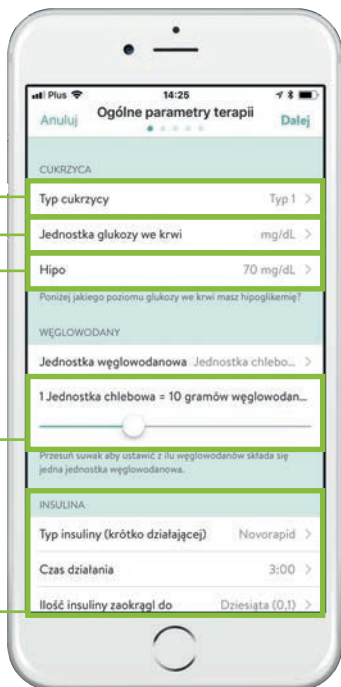 Plus 14:25
Anuluj Ogólne parametry terapii Dalej
CUKRZYCA
Typ cukrzycy Typ 1 >
Jednostka glukozy we krwi mg/dL >
Hipo 70 mg/dL >
Poniżej jakiego poziomu glukozy we krwi masz hipoglikemię?
WĘGLOWODANY
Jednostka węglowodanowa Jednostka chlebo... >
1 Jednostka chlebowa = 10 gramów węglowodan...
Przesuń suwak aby ustawić z ilu węglowodanów składa się
jedna jednostka węglowodanowa.
INSULINA
Typ insuliny (krótko działającej) Novorapid >
Czas działania 3:00 >
Ilość insuliny zaokrągl do Dziesiąta (0,1) >